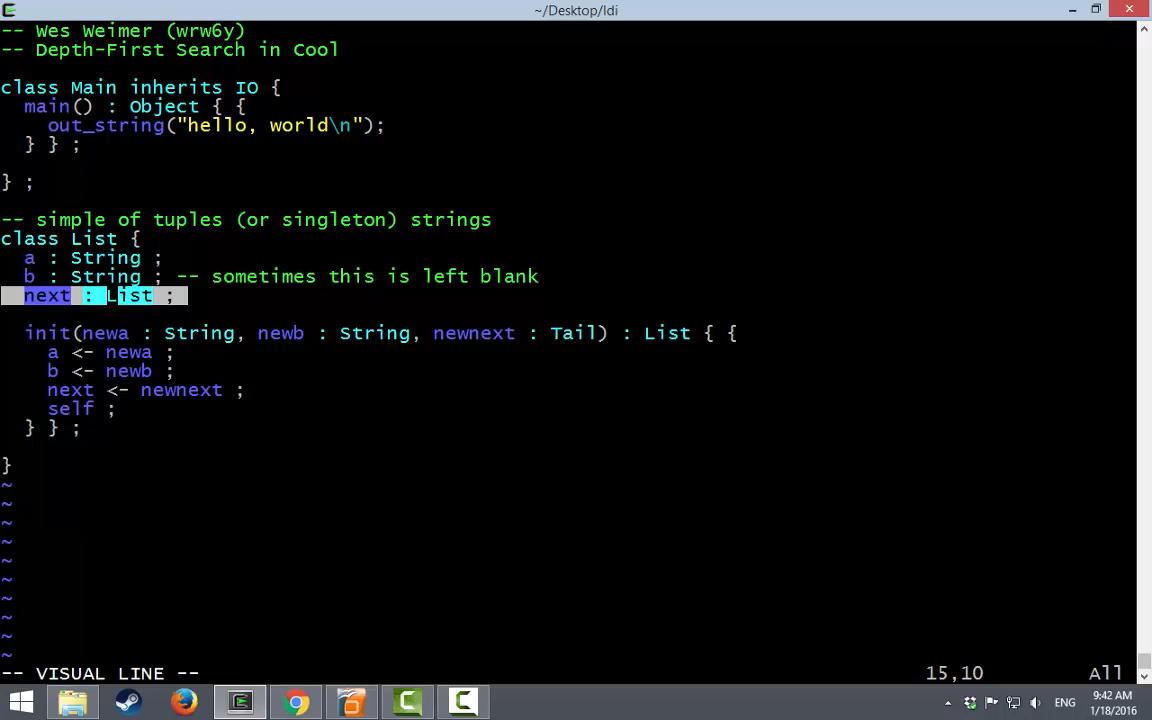 ~/Desktop/ldi
-- Wes Weimer (wrw6y)
-- Depth-First Search in Cool
class Main inherits IO {
  main() : Object { {
    out_string("hello, world\n");
  } } ;
} ;
-- simple of tuples (or singleton) strings
class List {
  a : String ;
  b : String ; -- sometimes this is left blank
  next : List ;
  init(newa : String, newb : String, newnext : Tail) : List { {
    a <- newa ;
    b <- newb ;
    next <- newnext ;
    self ;
  } } ;
}
~
~
~
~
~
~
~
~
~
~
-- VISUAL LINE -- 15,10 All
ENG
9:42 AM
1/18/2016